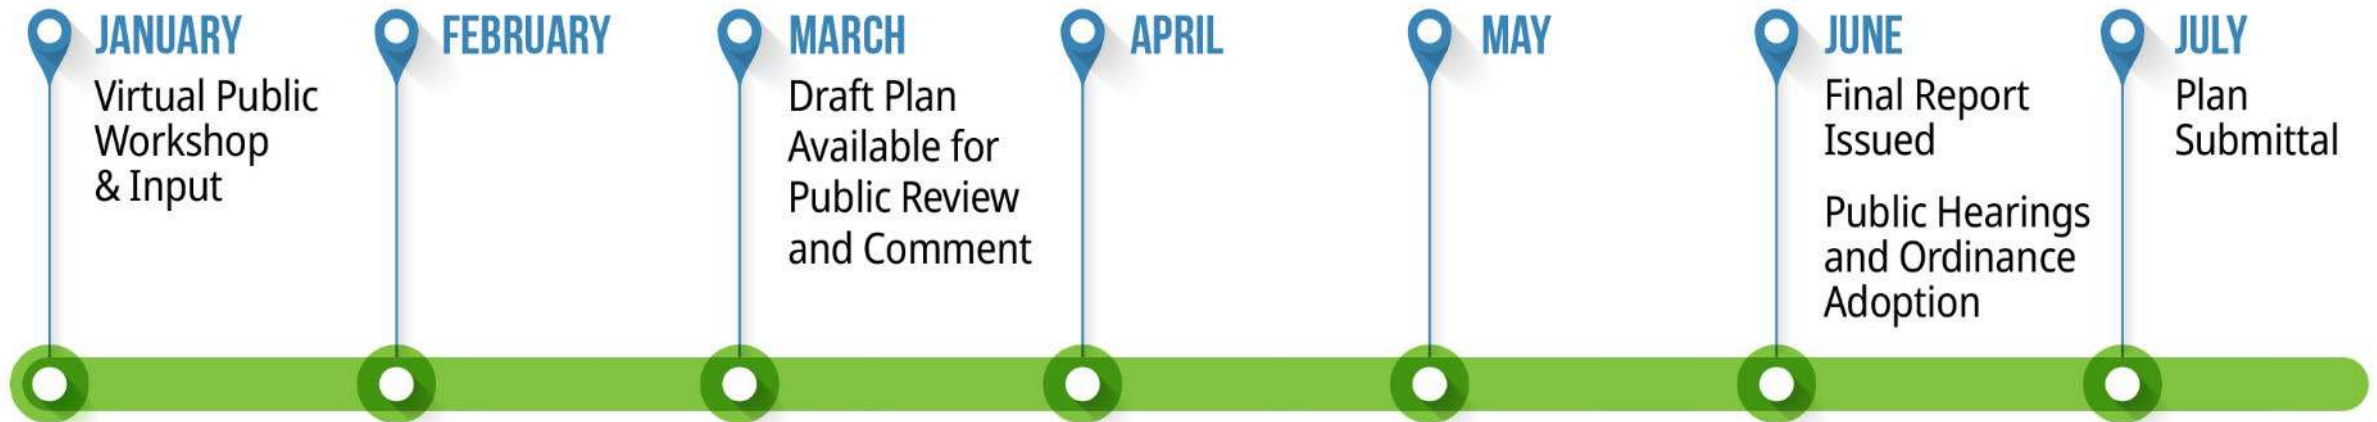 JANUARY
Virtual Public
Workshop
& Input
FEBRUARY
MARCH
Draft Plan
Available for
Public Review
and Comment
APRIL
MAY
JUNE
Final Report
Issued
Public Hearings
and Ordinance
Adoption
JULY
Plan
Submittal